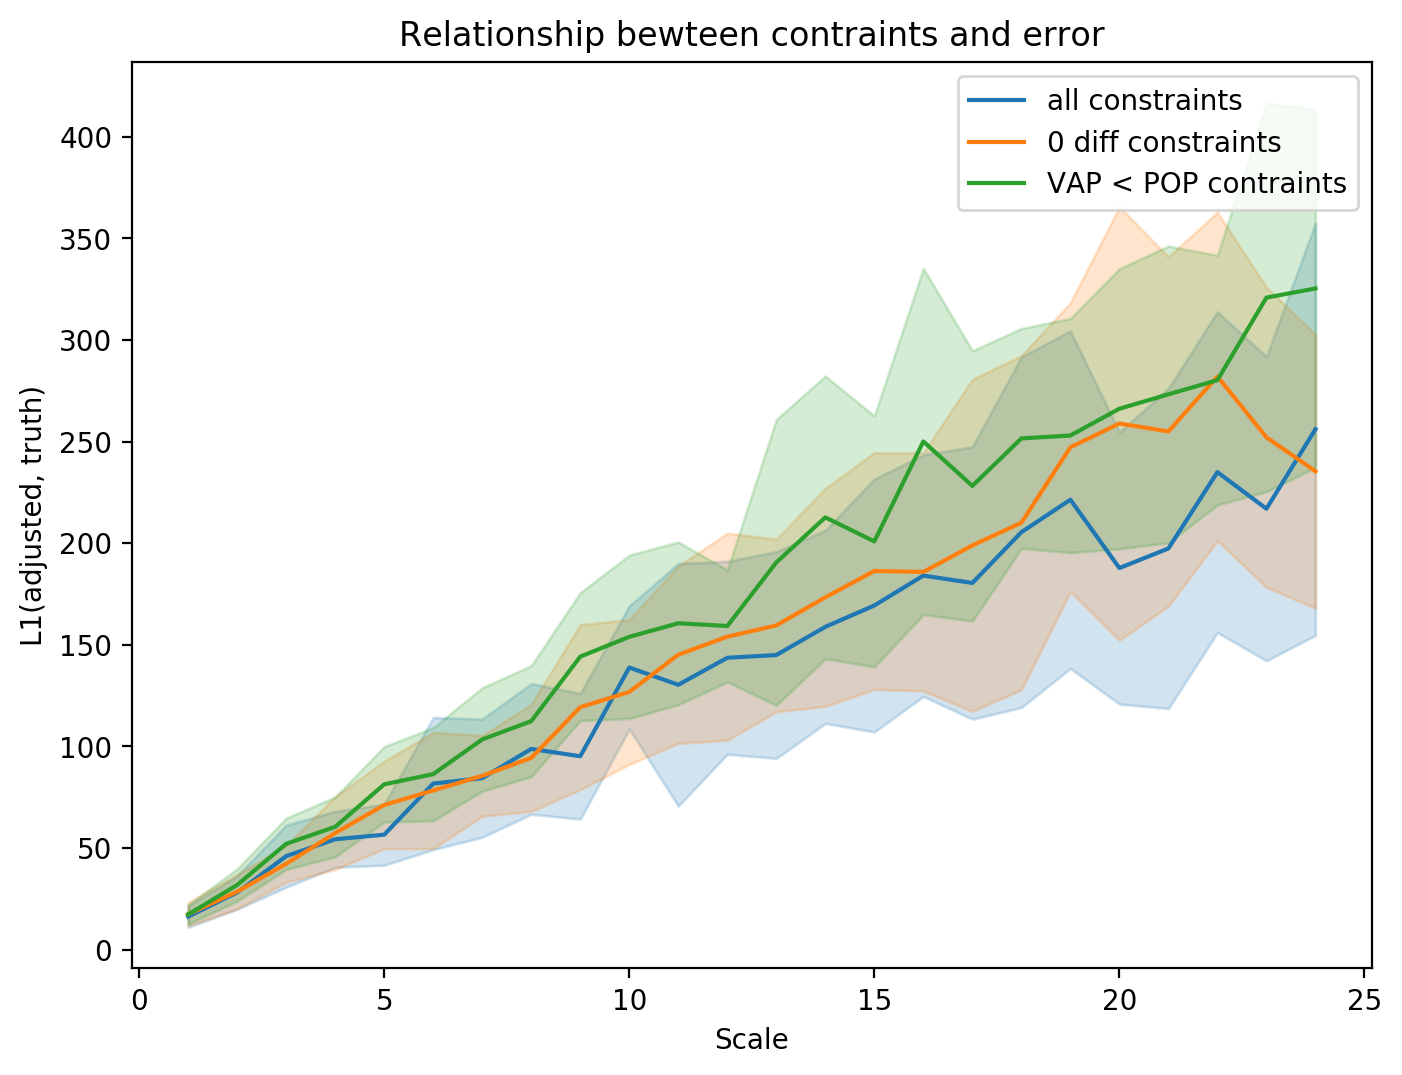 Relationship bewteen contraints and error
all constraints
0 diff constraints
VAP < POP contraints
L1(adjusted, truth)
400
350
300
250
200
150
100
50
0
0 5 10 15 20 25
Scale